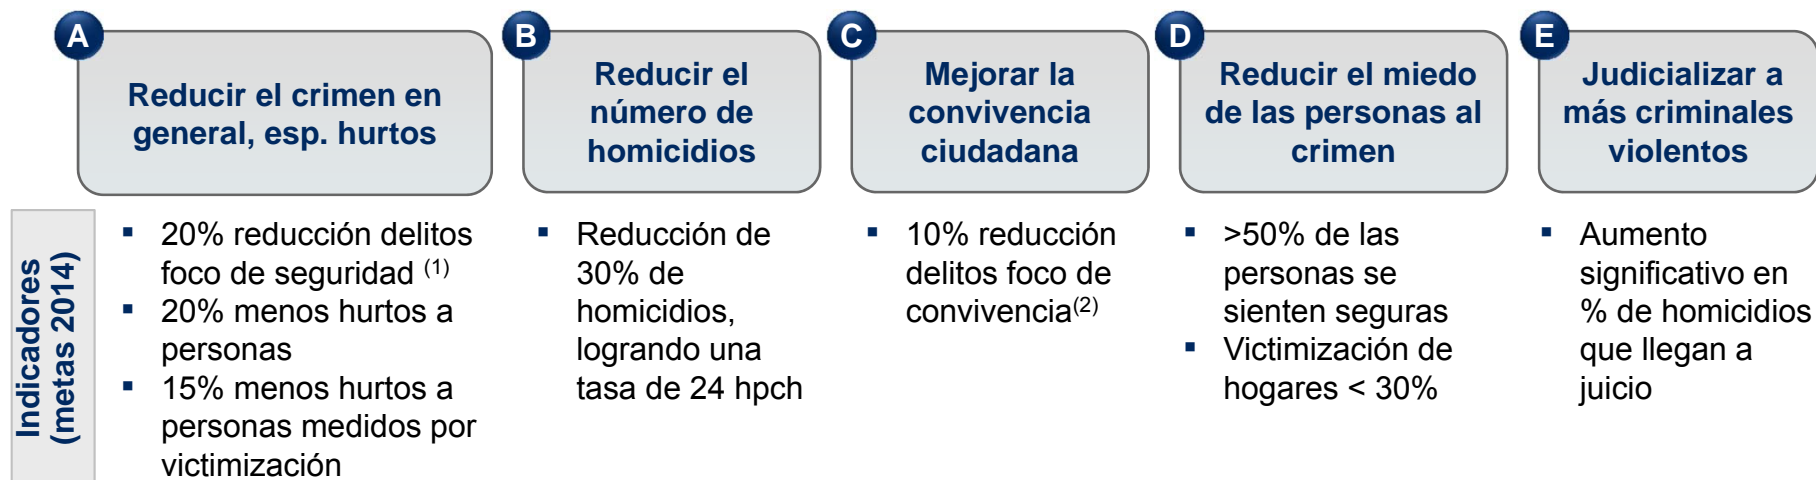 A
Reducir el crimen en
general, esp. hurtos
B
Reducir el
número de
homicidios
C
Mejorar la
convivencia
ciudadana
D
Reducir el miedo
de las personas al
crimen
E
Judicializar a
más criminales
violentos
Indicadores
(metas 2014)
▪ 20% reducción delitos
foco de seguridad (1)
▪ 20% menos hurtos a
personas
▪ 15% menos hurtos a
personas medidos por
victimización
▪ Reducción de
30% de
homicidios,
logrando una
tasa de 24 hpch
▪ 10% reducción
delitos foco de
convivencia(2)
▪ >50% de las
personas se
sienten seguras
▪ Victimización de
hogares < 30%
▪ Aumento
significativo en
% de homicidios
que llegan a
juicio